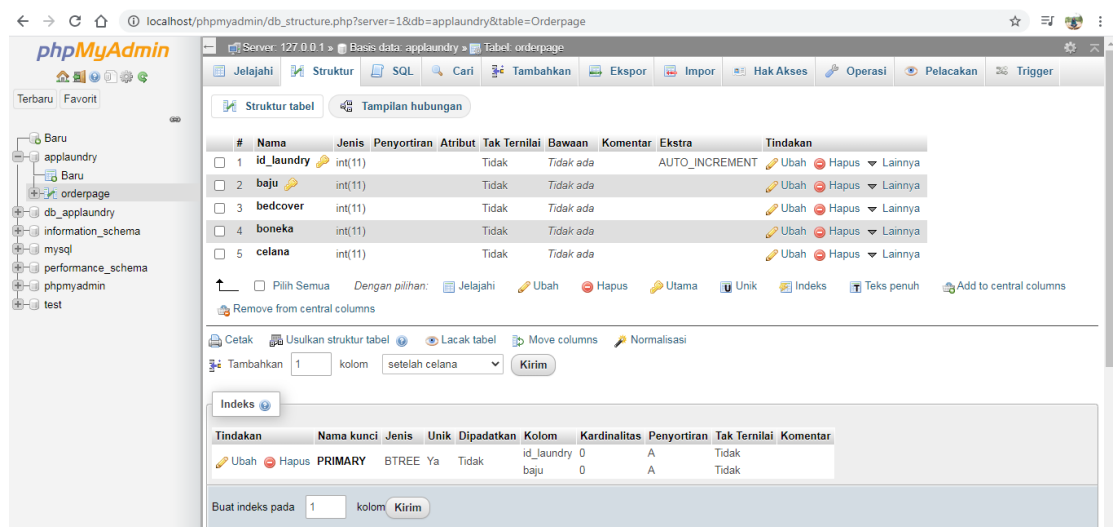 localhost/phpmyadmin/db_structure.php?server=1&db=applaundry&table=Orderpage
phpMyAdmin
Terbaru Favorit
Baru
applaundry
Baru
orderpage
db_applaundry
information_schema
mysql
performance_schema
phpmyadmin
test
Server: 127.0.0.1 » Basis data: applaundry » Tabel: orderpage
Jelajahi Struktur SQL Cari Tambahkan Ekspor Impor Hak Akses Operasi Pelacakan Trigger
Struktur tabel Tampilan hubungan
# Nama Jenis Penyortiran Atribut Tak Ternilai Bawaan Komentar Ekstra Tindakan
1 id_laundry int(11) Tidak Tidak ada AUTO_INCREMENT Ubah Hapus Lainnya
2 baju int(11) Tidak Tidak ada Ubah Hapus Lainnya
3 bedcover int(11) Tidak Tidak ada Ubah Hapus Lainnya
4 boneka int(11) Tidak Tidak ada Ubah Hapus Lainnya
5 celana int(11) Tidak Tidak ada Ubah Hapus Lainnya
Pilih Semua Dengan pilihan: Jelajahi Ubah Hapus Utama Unik Indeks Teks penuh Add to central columns
Remove from central columns
Cetak Usulkan struktur tabel Lacak tabel Move columns Normalisasi
Tambahkan 1 kolom setelah celana Kirim
Indeks
Tindakan Nama kunci Jenis Unik Dipadatkan Kolom Kardinalitas Penyortiran Tak Ternilai Komentar
Ubah Hapus PRIMARY BTREE Ya Tidak id_laundry 0 A Tidak
baju 0 A Tidak
Buat indeks pada 1 kolom Kirim